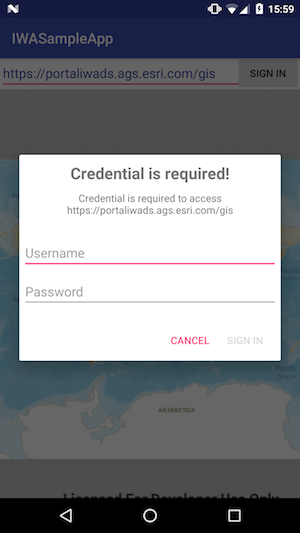 15:59
IWASampleApp
https://portaliwads.ags.esri.com/gis SIGN IN
Credential is required!
Credential is required to access
https://portaliwads.ags.esri.com/gis
Username
Password
CANCEL SIGN IN
ANTARCTICA
Licensed For Developer Use Only